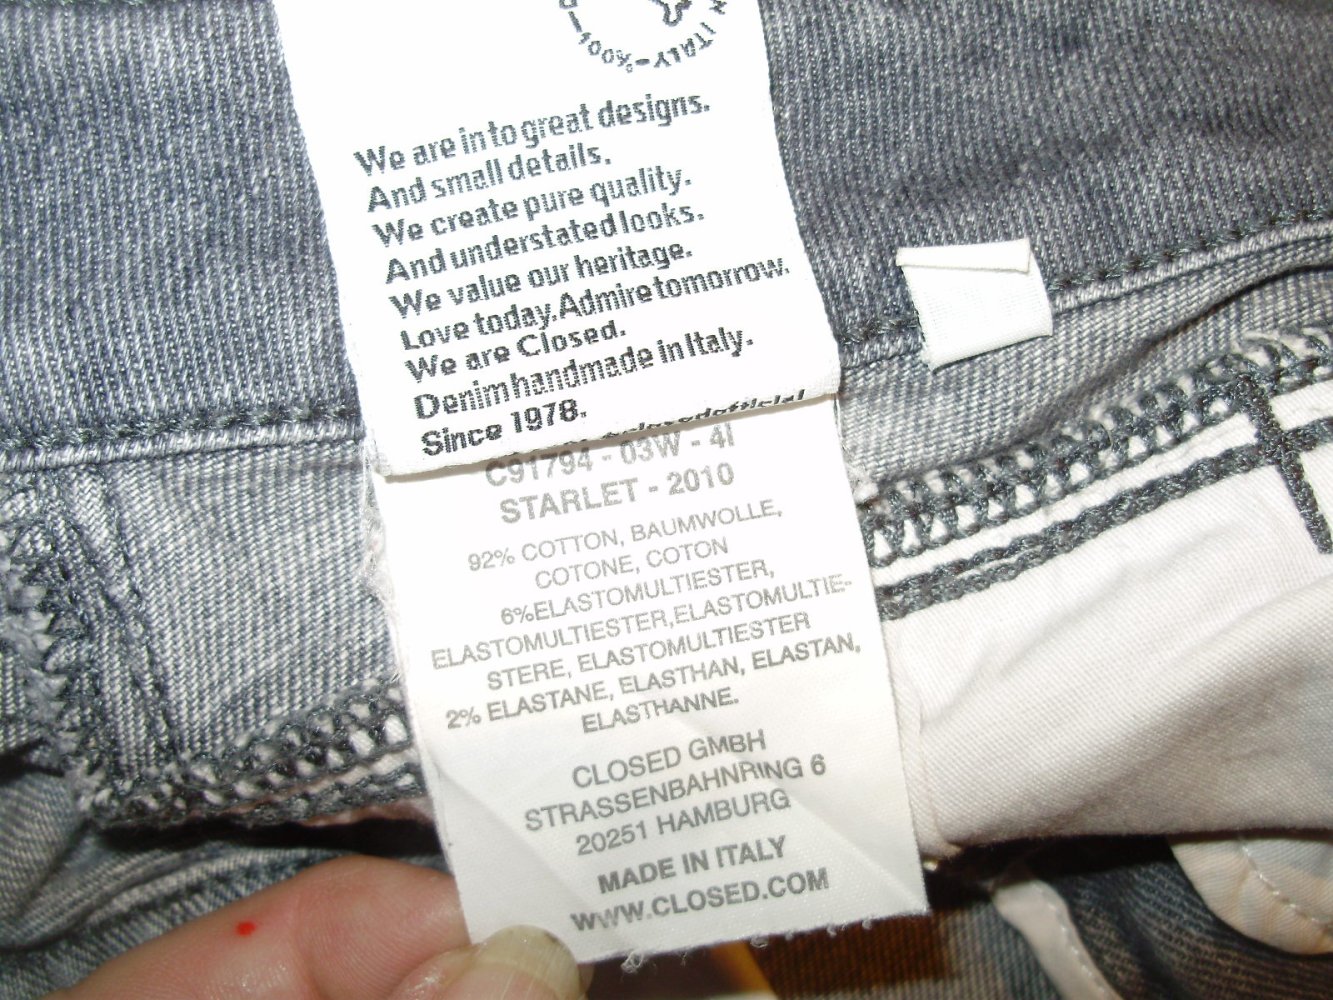 N ITALY - %001
We are into great designs.
And small details.
We create pure quality.
And understated looks.
We value our heritage.
Love today. Admire tomorrow.
We are Closed.
Denim handmade in Italy.
Since 1978.
C91794 - 03W - 4I
STARLET - 2010
92% COTTON, BAUMWOLLE,
COTONE, COTON
6%ELASTOMULTIESTER,
ELASTOMULTIESTER,ELASTOMULTIE-
STERE, ELASTOMULTIESTER
2% ELASTANE, ELASTHAN, ELASTAN,
ELASTHANNE.
CLOSED GMBH
STRASSENBAHNRING 6
20251 HAMBURG
MADE IN ITALY
WWW.CLOSED.COM